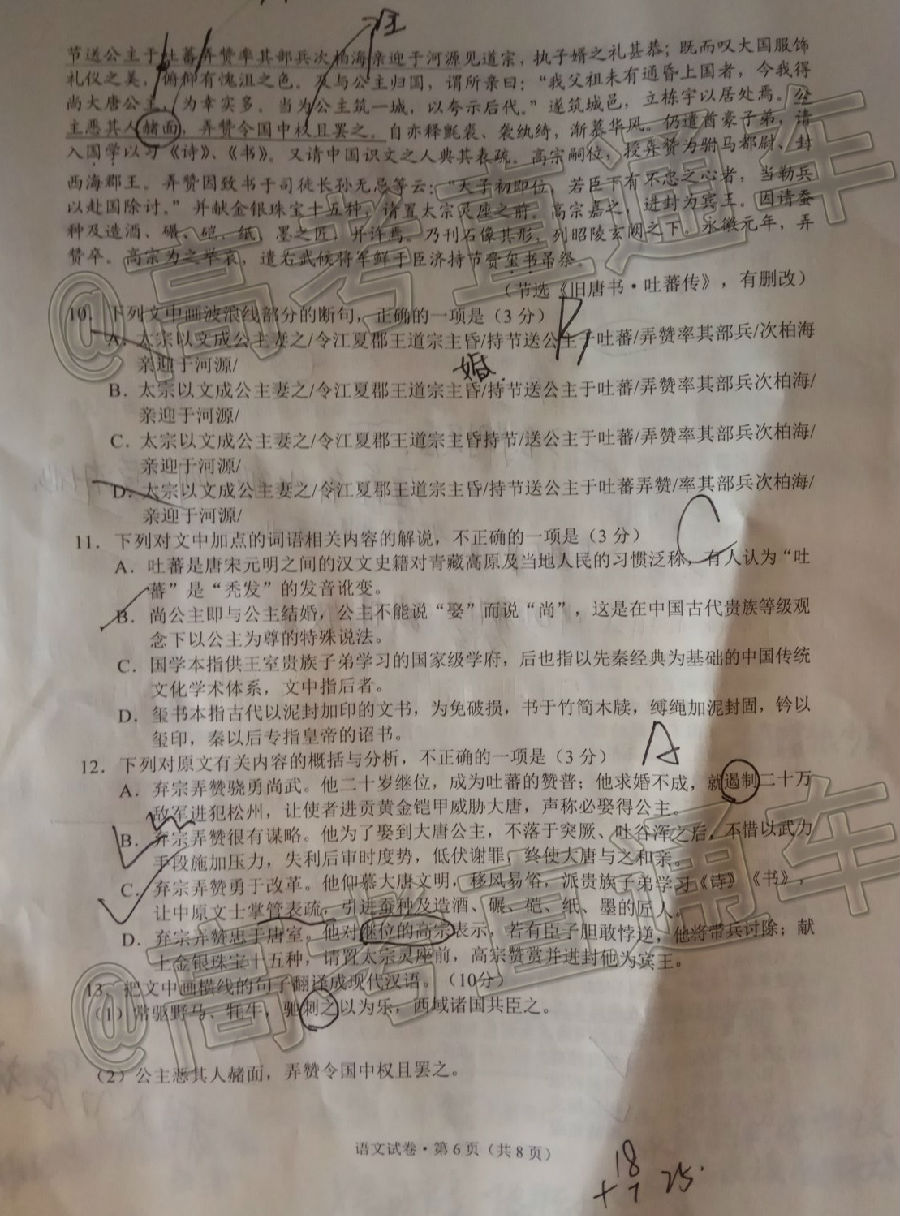 节送公主于吐蕃弄赞率其部兵次柏海亲迎于河源见道宗，执子婿之礼甚恭；既而叹大国服饰
礼仪之美，俯仰有愧沮之色。及与公主归国，谓所亲曰：“我父祖未有通昏上国者，今我得
尚大唐公主，为幸实多。当为公主筑一城，以夸示后代。”遂筑城邑，立栋宇以居处焉。公
主恶其人赭面，弄赞令国中权且罢之。自亦释氈裘、袭纨绮，渐慕华风。仍遣酋豪子弟，请
入国学以习《诗》、《书》。又请中国识文之人典其表疏。高宗嗣位，授弄赞为驸马都尉、封
西海郡王。弄赞因致书于司徒长孙无忌等云：“天子初即位，若臣下有不忠之心者，当勒兵
以赴国除讨。”并献金银珠宝十五种，请置太宗灵座之前。高宗嘉之，进封为宾王。因请蚕
种及造酒、碾、硙、纸、墨之匠，并许焉。乃刊石像其形，列昭陵玄阙之下。永徽元年，弄
赞卒。高宗为之举哀，遣右武候将军鲜于臣济持节赍玺书吊祭。
（节选《旧唐书·吐蕃传》，有删改）
10．下列文中画波浪线部分的断句，正确的一项是（3 分）
B
A．太宗以文成公主妻之/令江夏郡王道宗主昏/持节送公主于吐蕃/弄赞率其部兵/次柏海
亲迎于河源/
婚
B．太宗以文成公主妻之/令江夏郡王道宗主昏/持节送公主于吐蕃/弄赞率其部兵次柏海/
亲迎于河源/
C．太宗以文成公主妻之/令江夏郡王道宗主昏持节/送公主于吐蕃/弄赞率其部兵次柏海/
亲迎于河源/
D．太宗以文成公主妻之/令江夏郡王道宗主昏/持节送公主于吐蕃弄赞/率其部兵次柏海/
亲迎于河源/
11．下列对文中加点的词语相关内容的解说，不正确的一项是（3 分）
C
A．吐蕃是唐宋元明之间的汉文史籍对青藏高原及当地人民的习惯泛称，有人认为“吐
蕃”是“秃发”的发音讹变。
B．尚公主即与公主结婚，公主不能说“娶”而说“尚”，这是在中国古代贵族等级观
念下以公主为尊的特殊说法。
C．国学本指供王室贵族子弟学习的国家级学府，后也指以先秦经典为基础的中国传统
文化学术体系，文中指后者。
D．玺书本指古代以泥封加印的文书，为免破损，书于竹简木牍，缚绳加泥封固，钤以
玺印，秦以后专指皇帝的诏书。
12．下列对原文有关内容的概括与分析，不正确的一项是（3 分）
A
A．弃宗弄赞骁勇尚武。他二十岁继位，成为吐蕃的赞普；他求婚不成，就遏制二十万
敌军进犯松州，让使者进贡黄金铠甲威胁大唐，声称必娶得公主。
B．弃宗弄赞很有谋略。他为了娶到大唐公主，不落于突厥、吐谷浑之后，不惜以武力
手段施加压力，失利后审时度势，低伏谢罪，终使大唐与之和亲。
C．弃宗弄赞勇于改革。他仰慕大唐文明，移风易俗，派贵族子弟学习《诗》《书》，
让中原文士掌管表疏，引进蚕种及造酒、碾、硙、纸、墨的匠人。
D．弃宗弄赞忠于唐室。他对继位的高宗表示，若有臣子胆敢悖逆，他将带兵讨除；献
上金银珠宝十五种，请置太宗灵座前，高宗赞赏并进封他为宾王。
13．把文中画横线的句子翻译成现代汉语。（10分）
（1）常驱野马、牦牛，驰刺之以为乐，西域诸国共臣之。
（2）公主恶其人赭面，弄赞令国中权且罢之。
语文试卷·第 6 页（共 8 页）
18
+7 25.
@高考直通车
@高考直通车